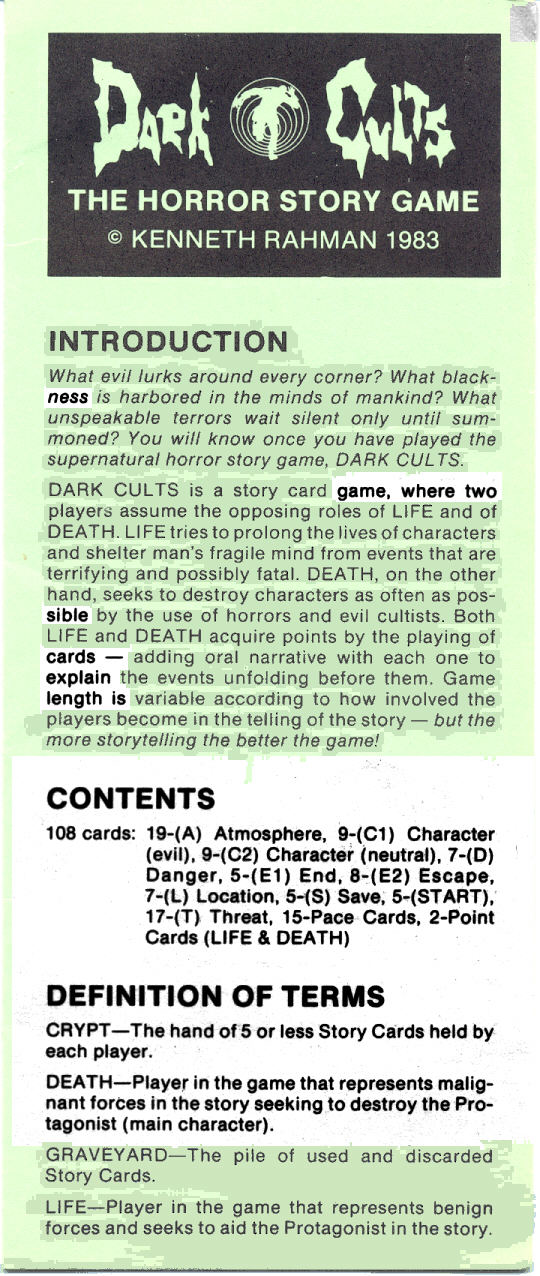 Dark Cults
THE HORROR STORY GAME
© KENNETH RAHMAN 1983
INTRODUCTION
What evil lurks around every corner? What black-
ness is harbored in the minds of mankind? What
unspeakable terrors wait silent only until sum-
moned? You will know once you have played the
supernatural horror story game, DARK CULTS.
DARK CULTS is a story card game, where two
players assume the opposing roles of LIFE and of
DEATH. LIFE tries to prolong the lives of characters
and shelter man's fragile mind from events that are
terrifying and possibly fatal. DEATH, on the other
hand, seeks to destroy characters as often as pos-
sible by the use of horrors and evil cultists. Both
LIFE and DEATH acquire points by the playing of
cards — adding oral narrative with each one to
explain the events unfolding before them. Game
length is variable according to how involved the
players become in the telling of the story — but the
more storytelling the better the game!
CONTENTS
108 cards: 19-(A) Atmosphere, 9-(C1) Character
(evil), 9-(C2) Character (neutral), 7-(D)
Danger, 5-(E1) End, 8-(E2) Escape,
7-(L) Location, 5-(S) Save, 5-(START),
17-(T) Threat, 15-Pace Cards, 2-Point
Cards (LIFE & DEATH)
DEFINITION OF TERMS
CRYPT—The hand of 5 or less Story Cards held by
each player.
DEATH—Player in the game that represents malig-
nant forces in the story seeking to destroy the Pro-
tagonist (main character).
GRAVEYARD—The pile of used and discarded
Story Cards.
LIFE—Player in the game that represents benign
forces and seeks to aid the Protagonist in the story.